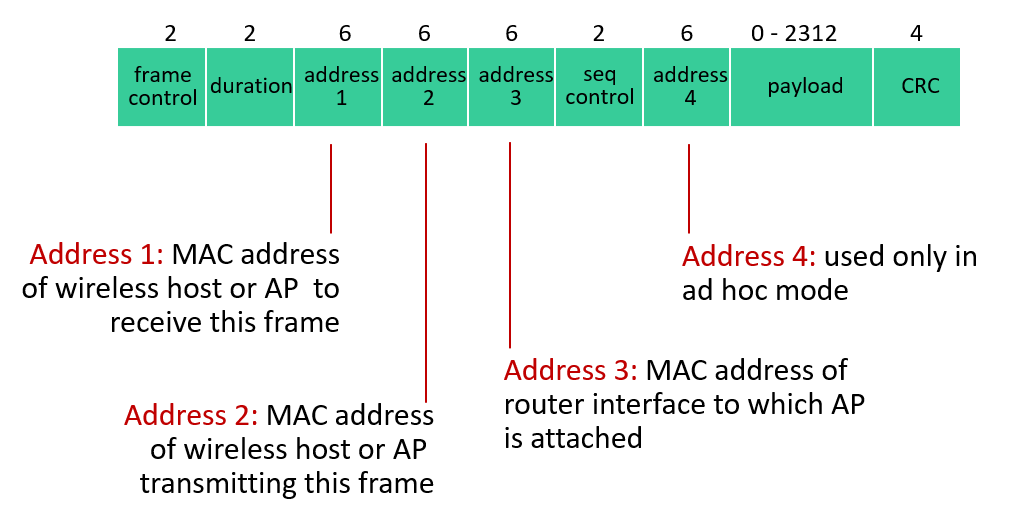 2 2 6 6 6 2 6 0 - 2312 4
frame control duration address 1 address 2 address 3 seq control address 4 payload CRC
Address 1: MAC address
of wireless host or AP to
receive this frame
Address 2: MAC address
of wireless host or AP
transmitting this frame
Address 3: MAC address of
router interface to which AP
is attached
Address 4: used only in
ad hoc mode